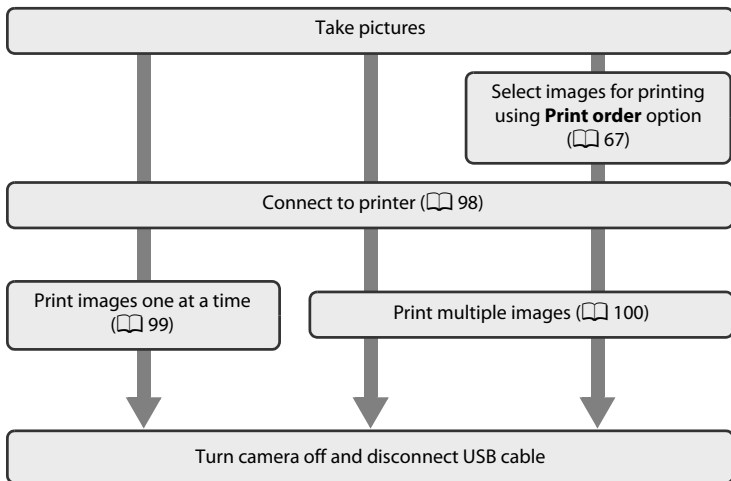 Take pictures
Select images for printing
using Print order option
(📖 67)
Connect to printer (📖 98)
Print images one at a time
(📖 99)
Print multiple images (📖 100)
Turn camera off and disconnect USB cable